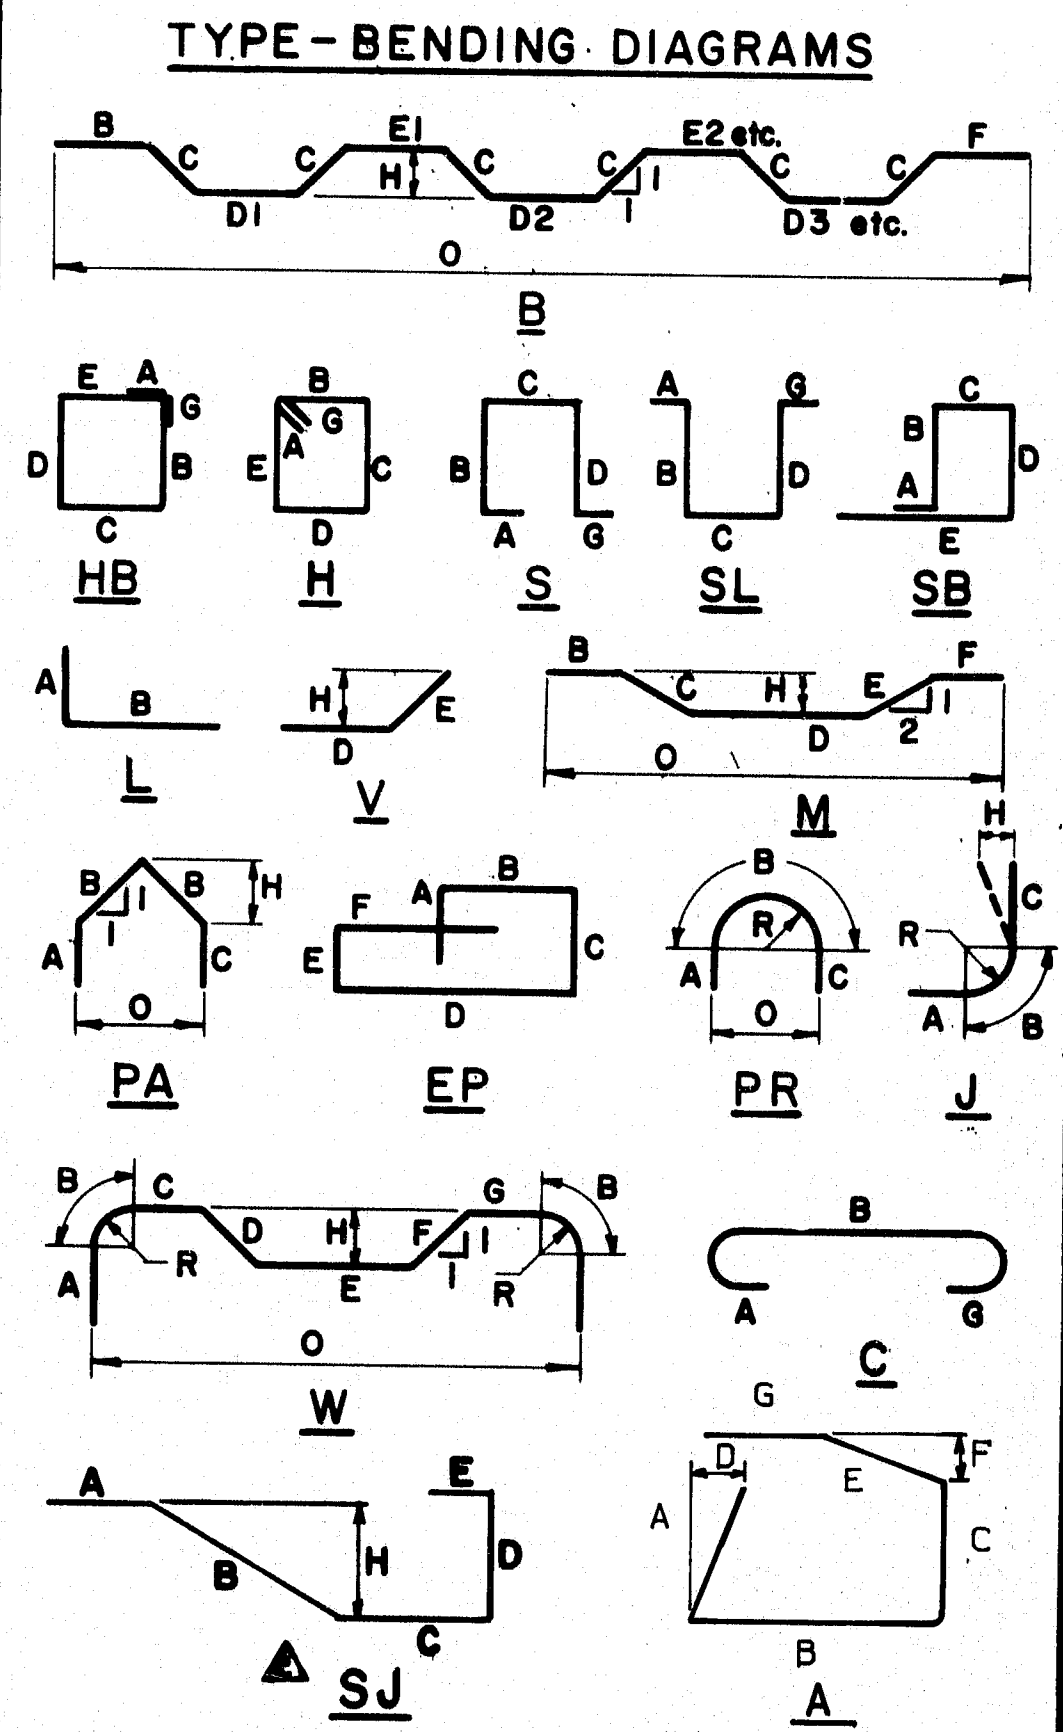 TYPE-BENDING DIAGRAMS
B C C E1 C C E2 etc. C C F
H 1
D1 D2 1 D3 etc.
O
B
E A B C A G C
G G B
D B A E C B D B D A D
C D A G C E
HB H S SL SB
A B H E B C H E 1 F
D D 2
O
L V M
H
B 1 B H F A B B C
1 R R
A C E C A C A B
O D O
PA EP PR J
B C G B B
D H F 1
A R E 1 R A G
O
C
W G
A E D F
E
A C
B H D
C
B
SJ A